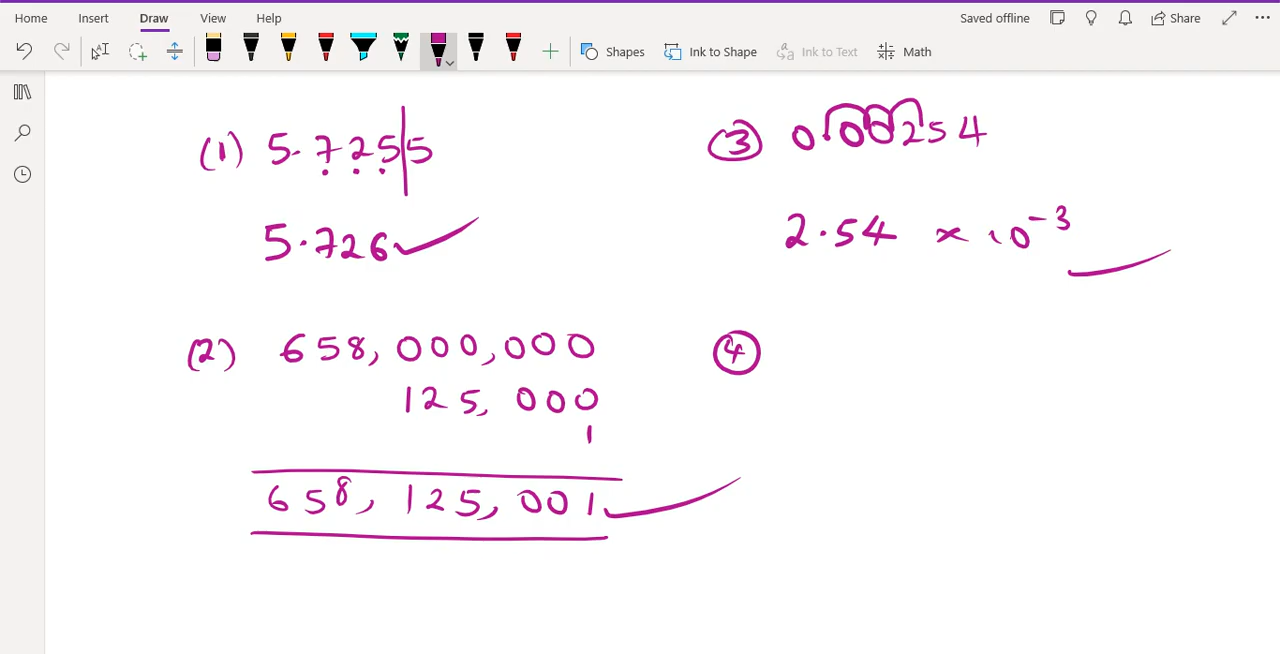 Home Insert Draw View Help Saved offline Share
Shapes Ink to Shape Ink to Text Math
(1) 5.7255
5.726
(2) 658,000,000
125,000
1
658,125,001
3 0.00254
2.54 x 10^-3
4